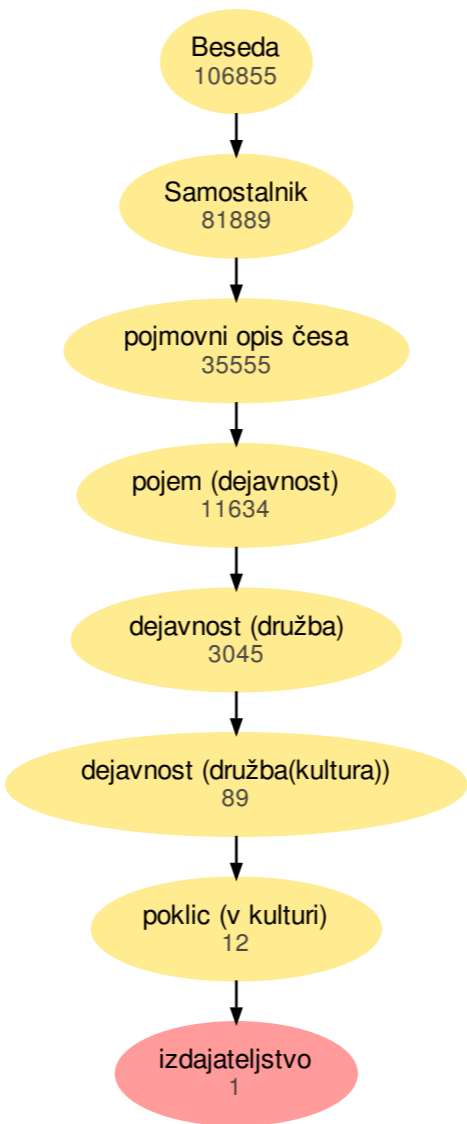 Beseda
106855
Samostalnik
81889
pojmovni opis česa
35555
pojem (dejavnost)
11634
dejavnost (družba)
3045
dejavnost (družba(kultura))
89
poklic (v kulturi)
12
izdajateljstvo
1